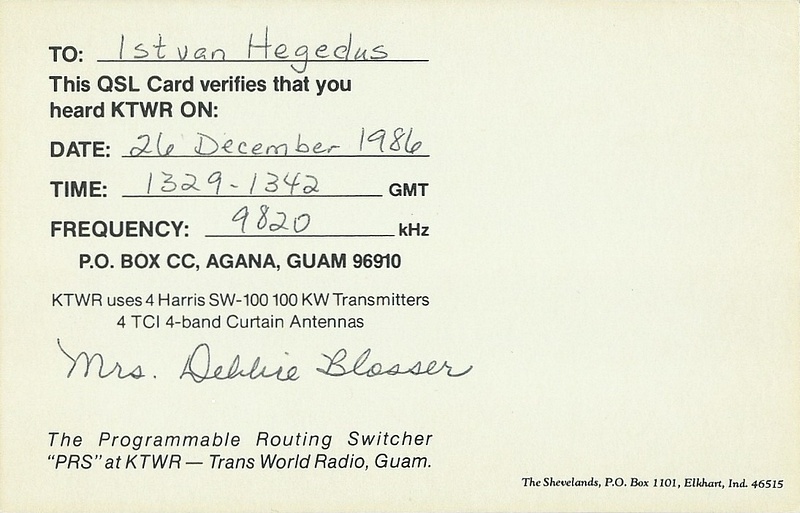 TO: Istvan Hegedus
This QSL Card verifies that you
heard KTWR ON:
DATE: 26 December 1986
TIME: 1329-1342 GMT
FREQUENCY: 9820 kHz
P.O. BOX CC, AGANA, GUAM 96910
KTWR uses 4 Harris SW-100 100 KW Transmitters
4 TCI 4-band Curtain Antennas
Mrs. Debbie Blosser
The Programmable Routing Switcher
"PRS" at KTWR — Trans World Radio, Guam.
The Shevelands, P.O. Box 1101, Elkhart, Ind. 46515